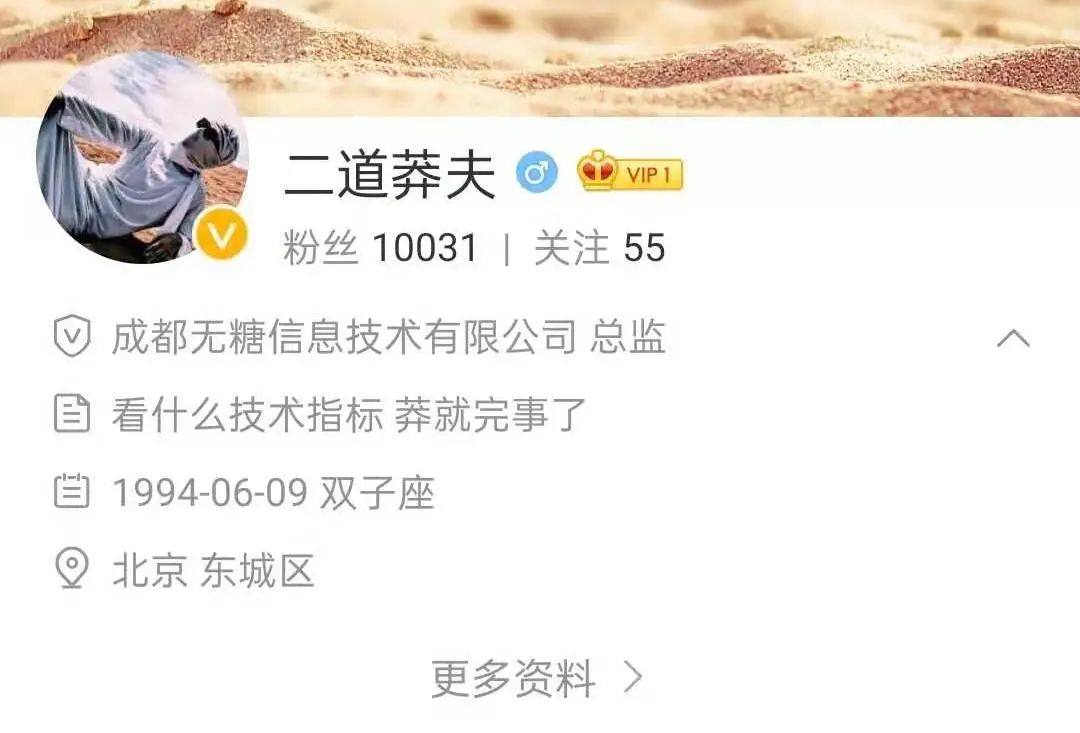 二道莽夫 VIP 1
粉丝 10031 | 关注 55
成都无糖信息技术有限公司 总监
看什么技术指标 莽就完事了
1994-06-09 双子座
北京 东城区
更多资料